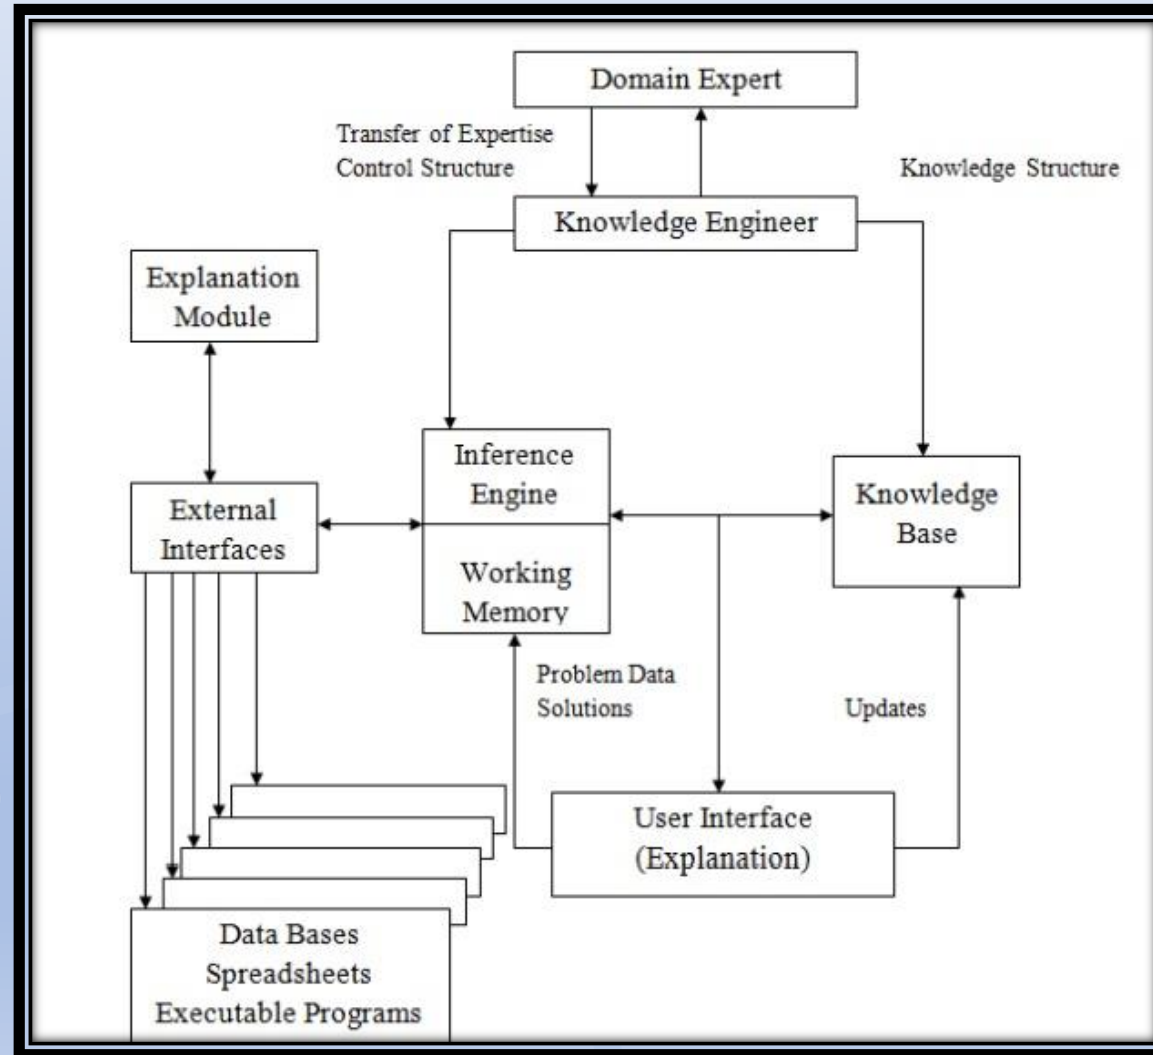 Domain Expert
Transfer of Expertise
Control Structure
Knowledge Structure
Knowledge Engineer
Explanation
Module
Inference
Engine
Knowledge
Base
External
Interfaces
Working
Memory
Problem Data
Solutions
Updates
User Interface
(Explanation)
Data Bases
Spreadsheets
Executable Programs